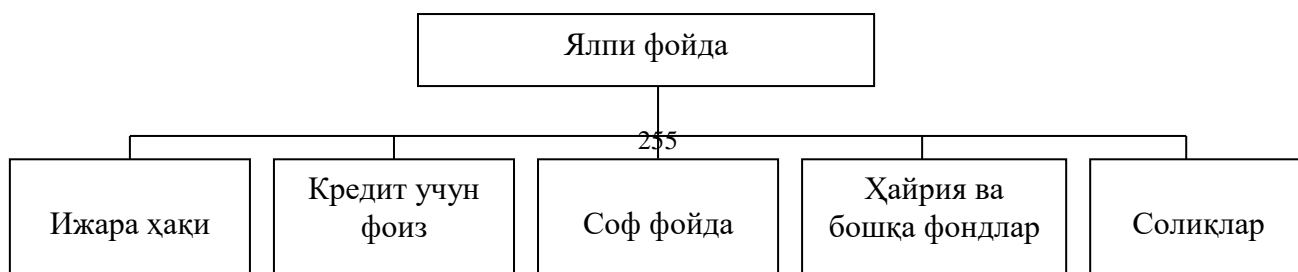 Ялпи фойда
255
Ижара ҳақи
Кредит учун
фоиз
Соф фойда
Ҳайрия ва
бошқа фондлар
Солиқлар